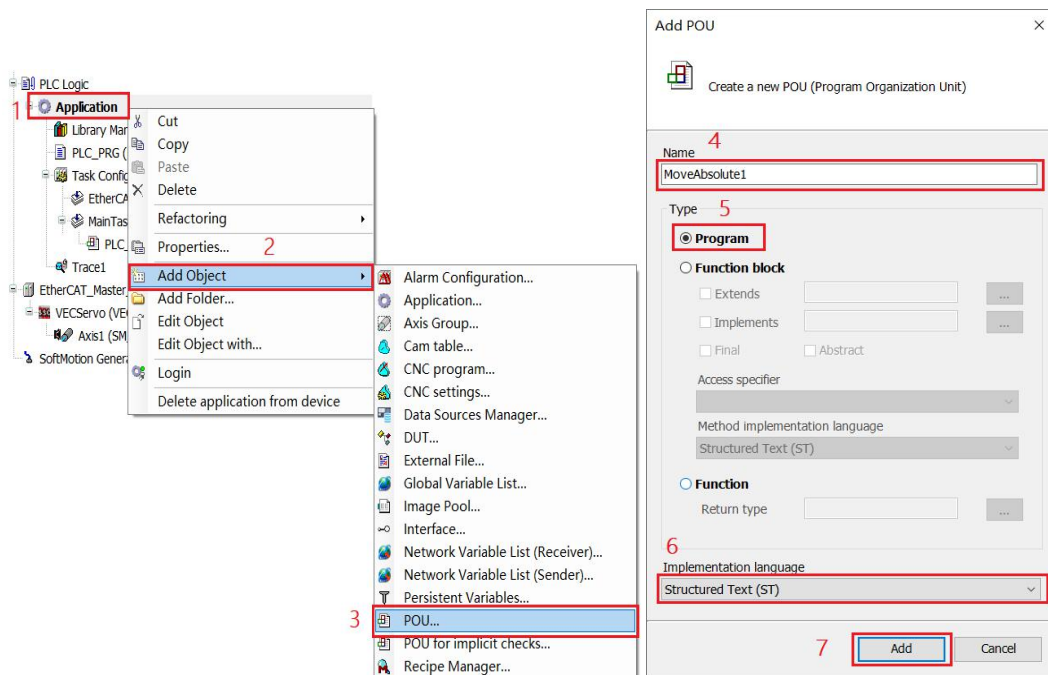 PLC Logic
1
Application
Library Mar
PLC_PRG (
Task Config
EtherCA
MainTas
PLC_
Trace1
EtherCAT_Master_
VECServo (VE
Axis1 (SM_
SoftMotion Genera
Cut
Copy
Paste
Delete
Refactoring
Properties...
2
Add Object
Add Folder...
Edit Object
Edit Object with...
Login
Delete application from device
Alarm Configuration...
Application...
Axis Group...
Cam table...
CNC program...
CNC settings...
Data Sources Manager...
DUT...
External File...
Global Variable List...
Image Pool...
Interface...
Network Variable List (Receiver)...
Network Variable List (Sender)...
Persistent Variables...
3
POU...
POU for implicit checks...
Recipe Manager...
Add POU
Create a new POU (Program Organization Unit)
4
Name
MoveAbsolute1
Type
5
Program
Function block
Extends
...
Implements
...
Final
Abstract
Access specifier
Method implementation language
Structured Text (ST)
Function
Return type
...
6
Implementation language
Structured Text (ST)
7
Add
Cancel